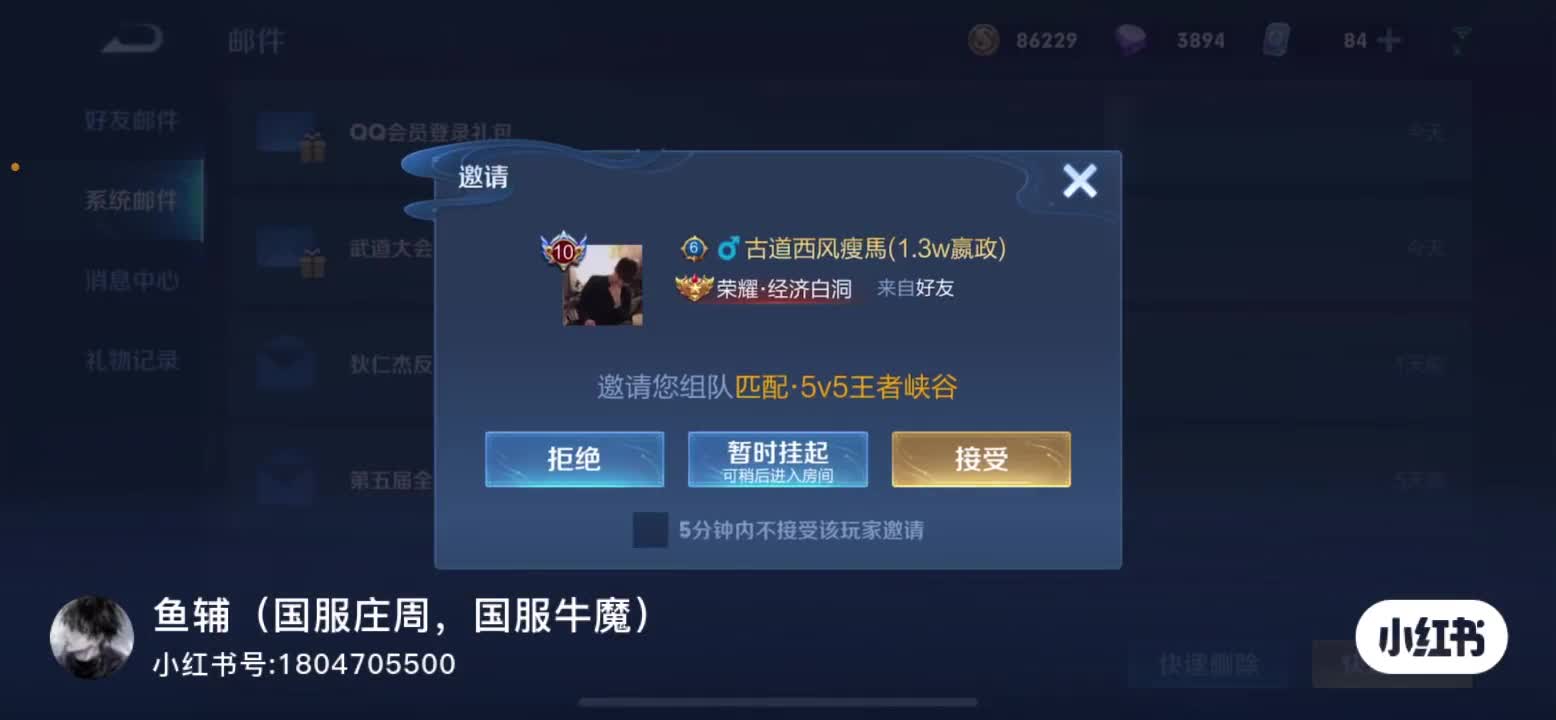 邮件
86229
3894
84
好友邮件
系统邮件
消息中心
礼物记录
QQ会员登录礼包
今天
武道大会
今天
狄仁杰反
第五届全
邀请
10
6
古道西风瘦馬(1.3w嬴政)
荣耀·经济白洞
来自好友
邀请您组队匹配·5v5王者峡谷
拒绝
暂时挂起
可稍后进入房间
接受
5分钟内不接受该玩家邀请
快速删除
鱼辅（国服庄周，国服牛魔）
小红书号:1804705500
小红书